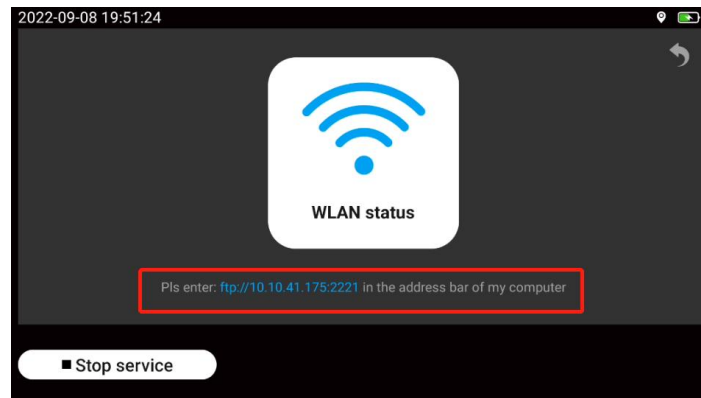 2022-09-08 19:51:24
WLAN status
Pls enter: ftp://10.10.41.175:2221 in the address bar of my computer
Stop service